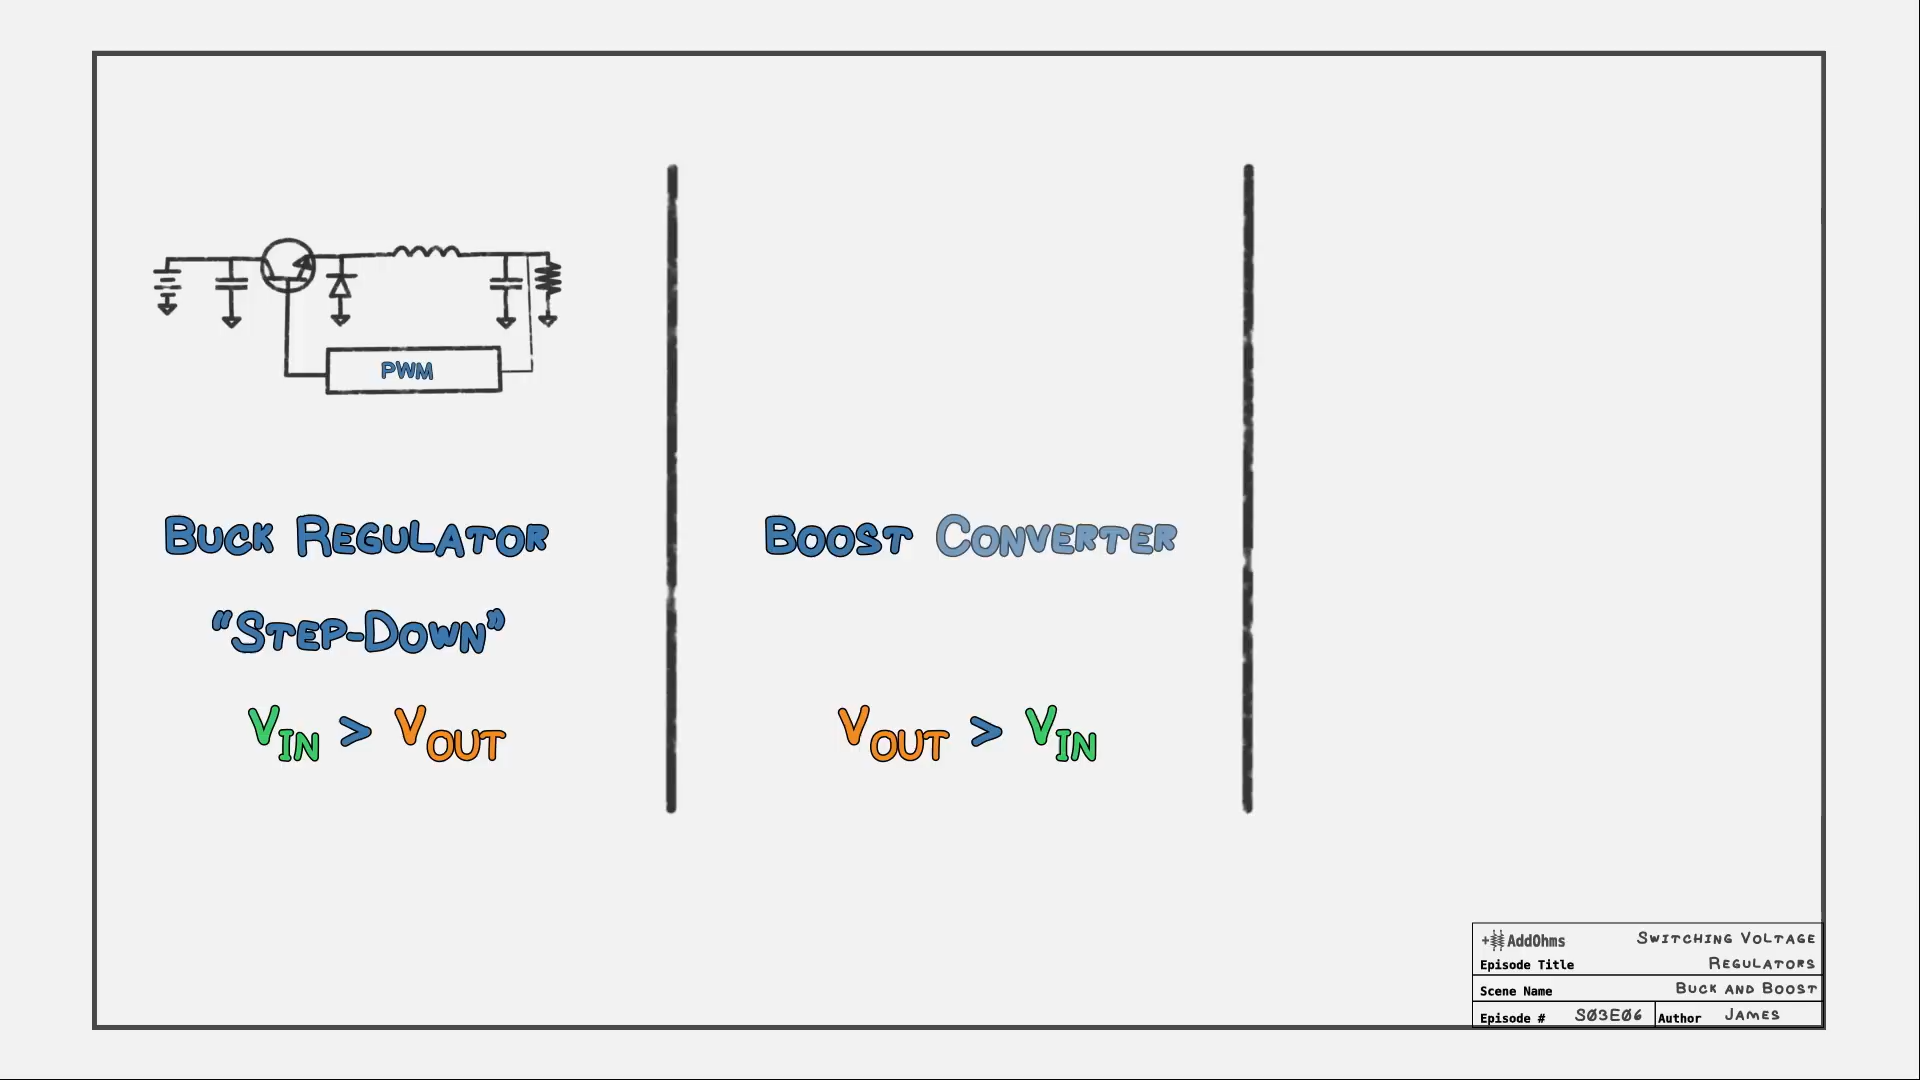 PWM
Buck Regulator
“Step-Down”
VIN > VOUT
Boost Converter
VOUT > VIN
+AddOhms
Episode Title
Switching Voltage
Regulators
Scene Name
Buck and Boost
Episode #
S03E06
Author
James